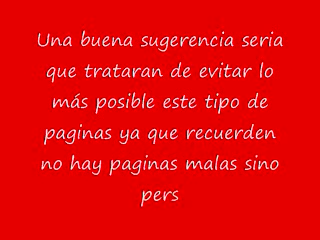 Una buena sugerencia seria
que trataran de evitar lo
más posible este tipo de
paginas ya que recuerden
no hay paginas malas sino
pers